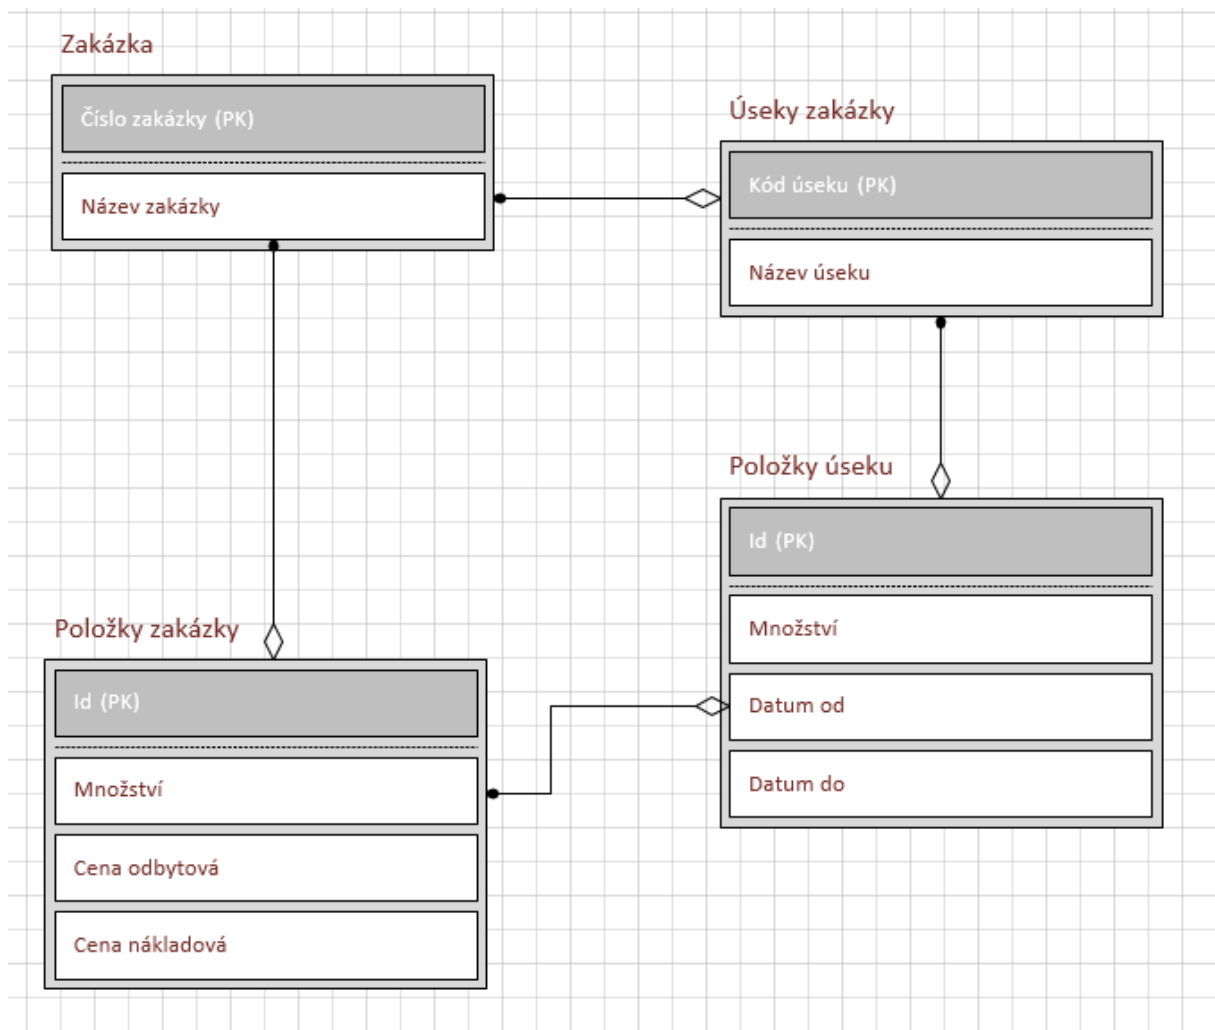 Zakázka
Číslo zakázky (PK)
Název zakázky
Úseky zakázky
Kód úseku (PK)
Název úseku
Položky úseku
Id (PK)
Množství
Datum od
Datum do
Položky zakázky
Id (PK)
Množství
Cena odbytová
Cena nákladová